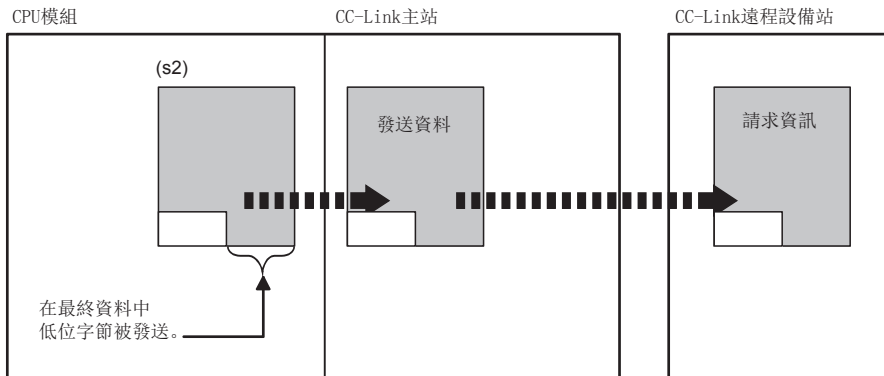 CPU模組
CC-Link主站
CC-Link遠程設備站
(s2)
發送資料
請求資訊
在最終資料中
低位字節被發送。